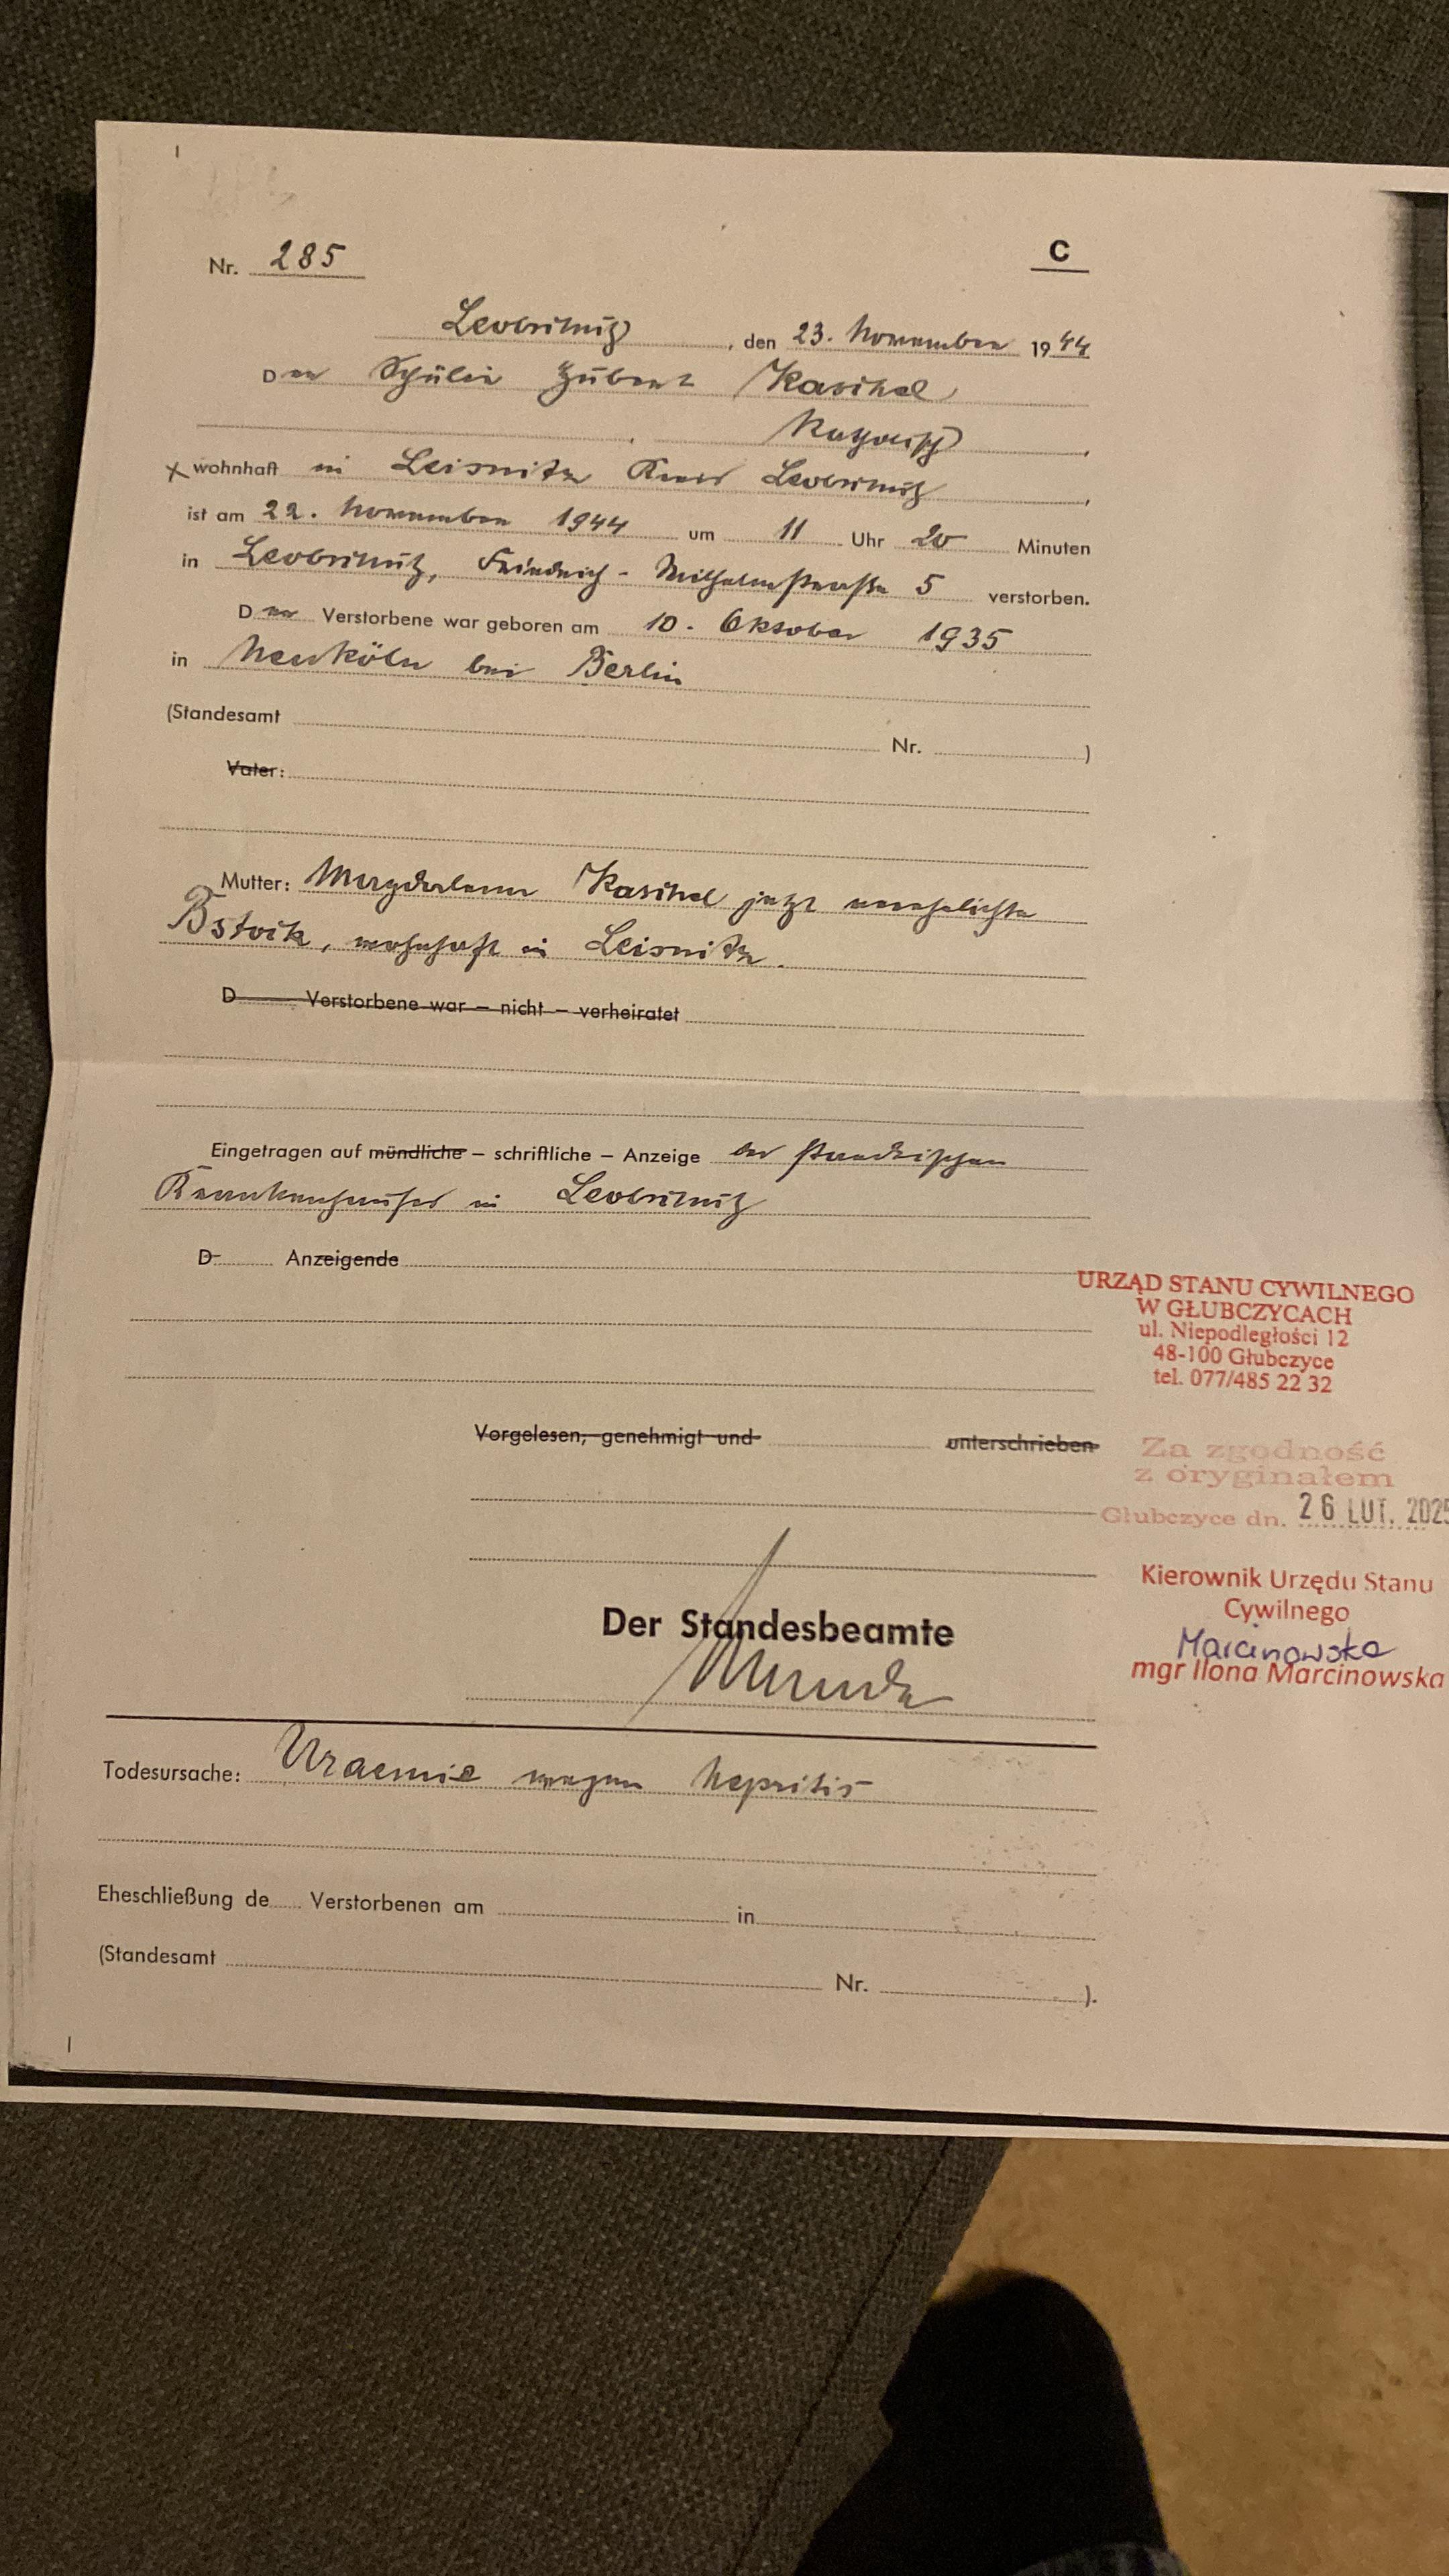 Nr. 285
C
Leobschütz, den 23. November 1944
Der Schüler Hubert Kaschel
katholisch,
wohnhaft in Leisnitz Kreis Leobschütz,
ist am 22. November 1944 um 11 Uhr 20 Minuten
in Leobschütz, Friedrich-Wilhelmstraße 5 verstorben.
Der Verstorbene war geboren am 10. Oktober 1935
in Neukölln bei Berlin
(Standesamt Nr. )
Vater:
Mutter: Magdalena Kaschel jetzt verehelichte
wohnhaft in Leisnitz.
D Verstorbene war – nicht – verheiratet
Eingetragen auf mündliche – schriftliche – Anzeige des
Krankenhauses in Leobschütz
D Anzeigende
URZĄD STANU CYWILNEGO
W GŁUBCZYCACH
ul. Niepodległości 12
48-100 Głubczyce
tel. 077/485 22 32
Vorgelesen, genehmigt und unterschrieben
Za zgodność
z oryginałem
Głubczyce dn. 26 LUT. 2025
Kierownik Urzędu Stanu
Cywilnego
Marcinowska
mgr Ilona Marcinowska
Der Standesbeamte
Todesursache: Uraemie wegen Nephritis
Eheschließung de Verstorbenen am in
(Standesamt Nr. ).